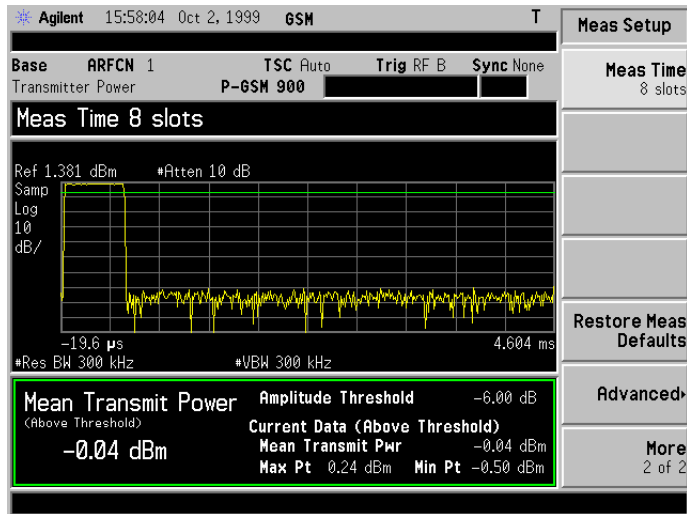 Agilent 15:58:04 Oct 2, 1999 GSM T
Meas Setup
Base ARFCN 1 TSC Auto Trig RF B Sync None
Transmitter Power P-GSM 900
Meas Time
8 slots
Meas Time 8 slots
Ref 1.381 dBm #Atten 10 dB
Samp
Log
10
dB/
-19.6 µs 4.604 ms
#Res BW 300 kHz #VBW 300 kHz
Restore Meas
Defaults
Mean Transmit Power
(Above Threshold)
-0.04 dBm
Amplitude Threshold -6.00 dB
Current Data (Above Threshold)
Mean Transmit Pwr -0.04 dBm
Max Pt 0.24 dBm Min Pt -0.50 dBm
Advanced
More
2 of 2